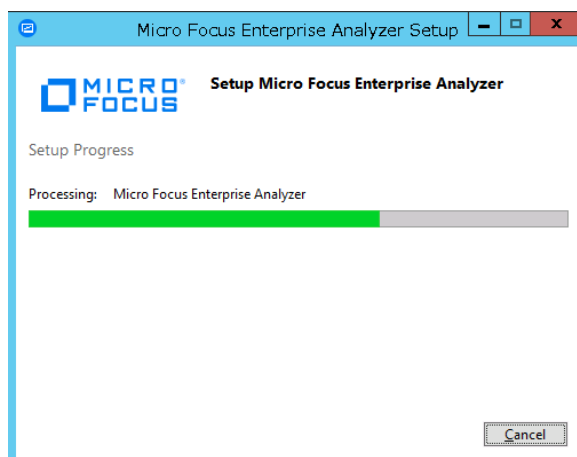 Micro Focus Enterprise Analyzer Setup
MICRO®
FOCUS
Setup Micro Focus Enterprise Analyzer
Setup Progress
Processing: Micro Focus Enterprise Analyzer
Cancel